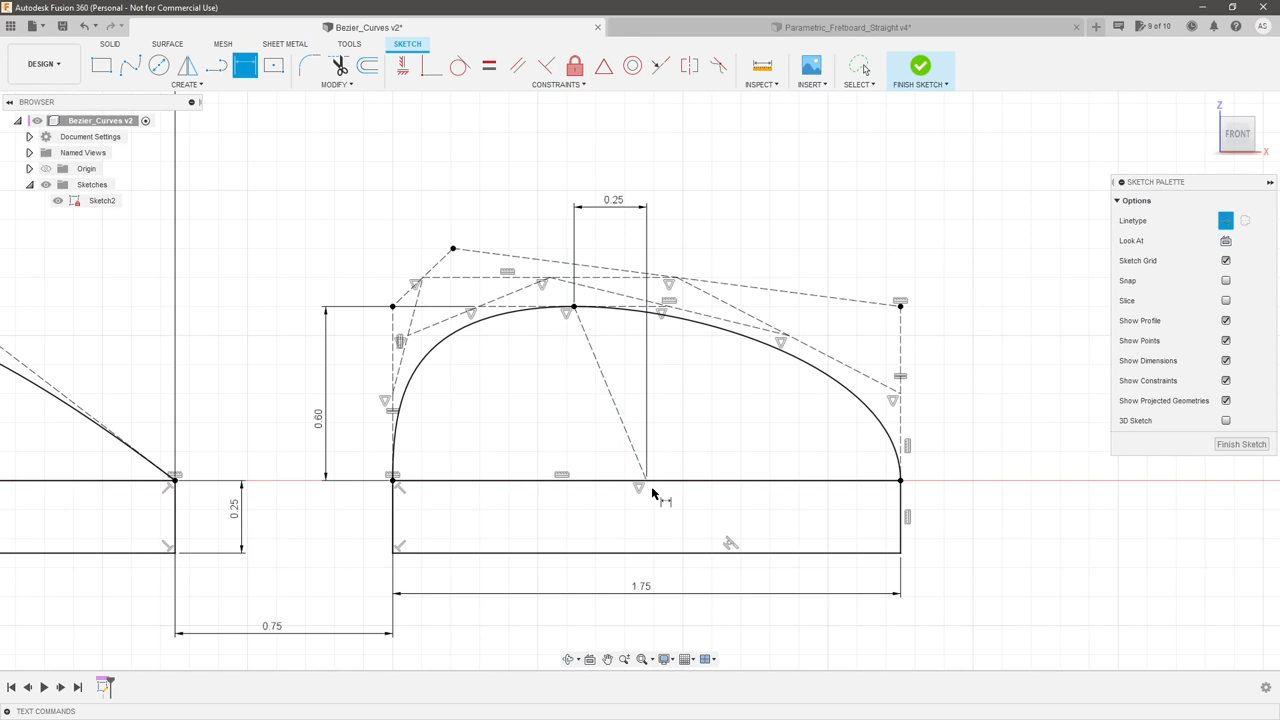 Autodesk Fusion 360 (Personal - Not for Commercial Use)
Bezier_Curves v2*
Parametric_Fretboard_Straight v4*
9 of 10
AS
SOLID
SURFACE
MESH
SHEET METAL
TOOLS
SKETCH
DESIGN
CREATE
MODIFY
CONSTRAINTS
INSPECT
INSERT
SELECT
FINISH SKETCH
BROWSER
Bezier_Curves v2
Document Settings
Named Views
Origin
Sketches
Sketch2
Z
FRONT
X
SKETCH PALETTE
Options
Linetype
Look At
Sketch Grid
Snap
Slice
Show Profile
Show Points
Show Dimensions
Show Constraints
Show Projected Geometries
3D Sketch
Finish Sketch
0.25
0.60
0.25
1.75
0.75
TEXT COMMANDS